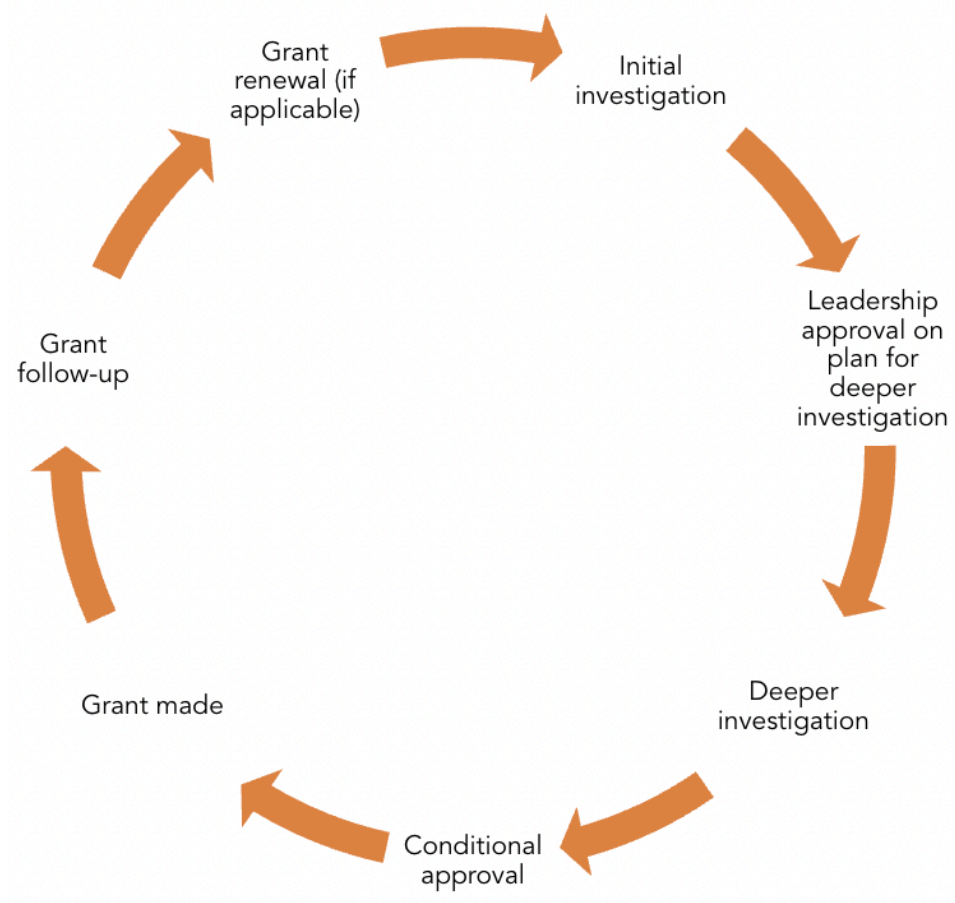 Grant
renewal (if
applicable)
Initial
investigation
Leadership
approval on
plan for
deeper
investigation
Deeper
investigation
Conditional
approval
Grant made
Grant
follow-up